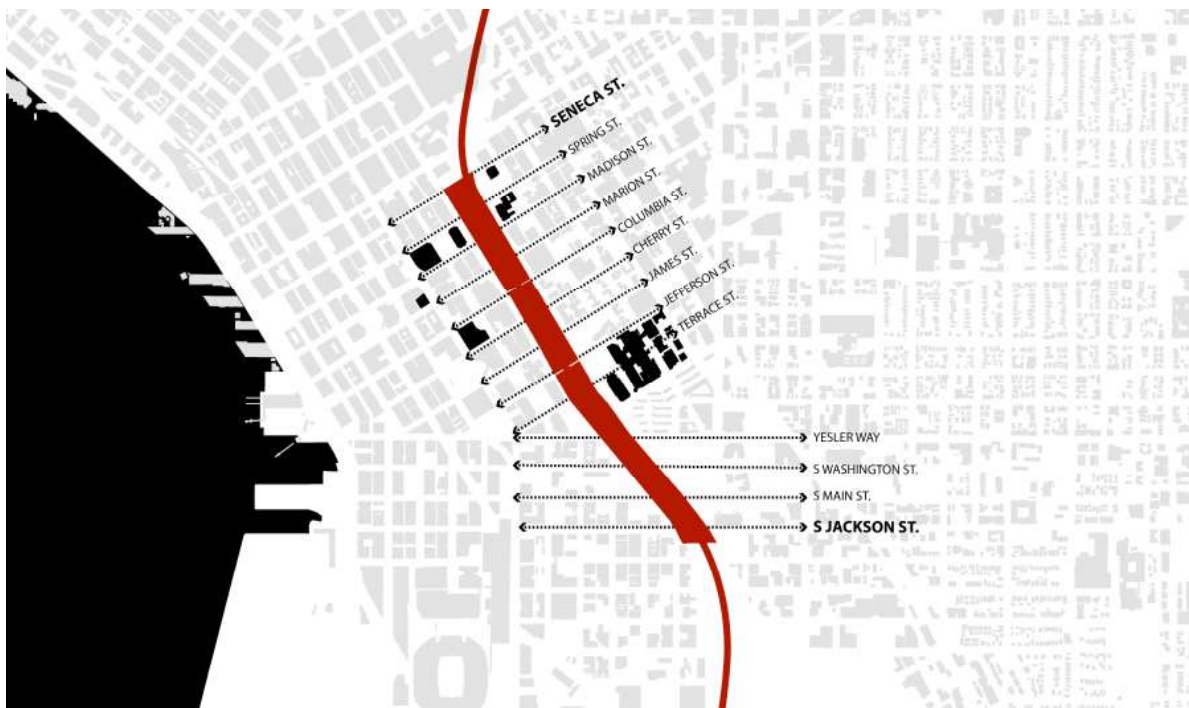 SENECA ST.
SPRING ST.
MADISON ST.
MARION ST.
COLUMBIA ST.
CHERRY ST.
JAMES ST.
JEFFERSON ST.
TERRACE ST.
YESLER WAY
S WASHINGTON ST.
S MAIN ST.
S JACKSON ST.